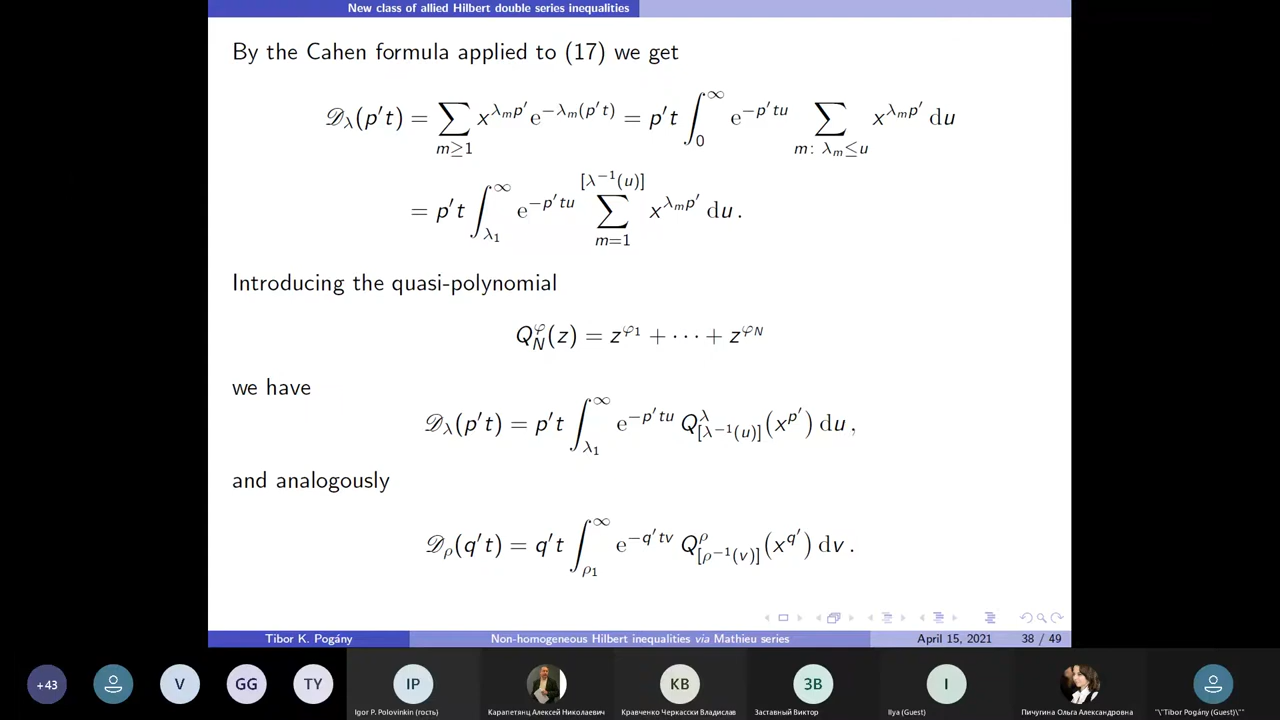 New class of allied Hilbert double series inequalities
By the Cahen formula applied to (17) we get
𝒟_λ(p′t) = ∑_{m≥1} x^{λ_m p′} e^{−λ_m(p′t)} = p′t ∫_0^∞ e^{−p′tu} ∑_{m: λ_m≤u} x^{λ_m p′} du
= p′t ∫_{λ_1}^∞ e^{−p′tu} ∑_{m=1}^{[λ^{−1}(u)]} x^{λ_m p′} du .
Introducing the quasi-polynomial
Q_N^φ(z) = z^{φ_1} + ⋯ + z^{φ_N}
we have
𝒟_λ(p′t) = p′t ∫_{λ_1}^∞ e^{−p′tu} Q^λ_{[λ^{−1}(u)]}(x^{p′}) du ,
and analogously
𝒟_ρ(q′t) = q′t ∫_{ρ_1}^∞ e^{−q′tv} Q^ρ_{[ρ^{−1}(v)]}(x^{q′}) dv .
Tibor K. Pogány Non-homogeneous Hilbert inequalities via Mathieu series April 15, 2021 38 / 49
+43 V GG TY IP KB ЗВ I
Igor P. Polovinkin (гость) Карапетянц Алексей Николаевич Кравченко Черкасски Владислав Заставный Виктор Ilya (Guest) Пичугина Ольга Александровна "\"Tibor Pogány (Guest)\""